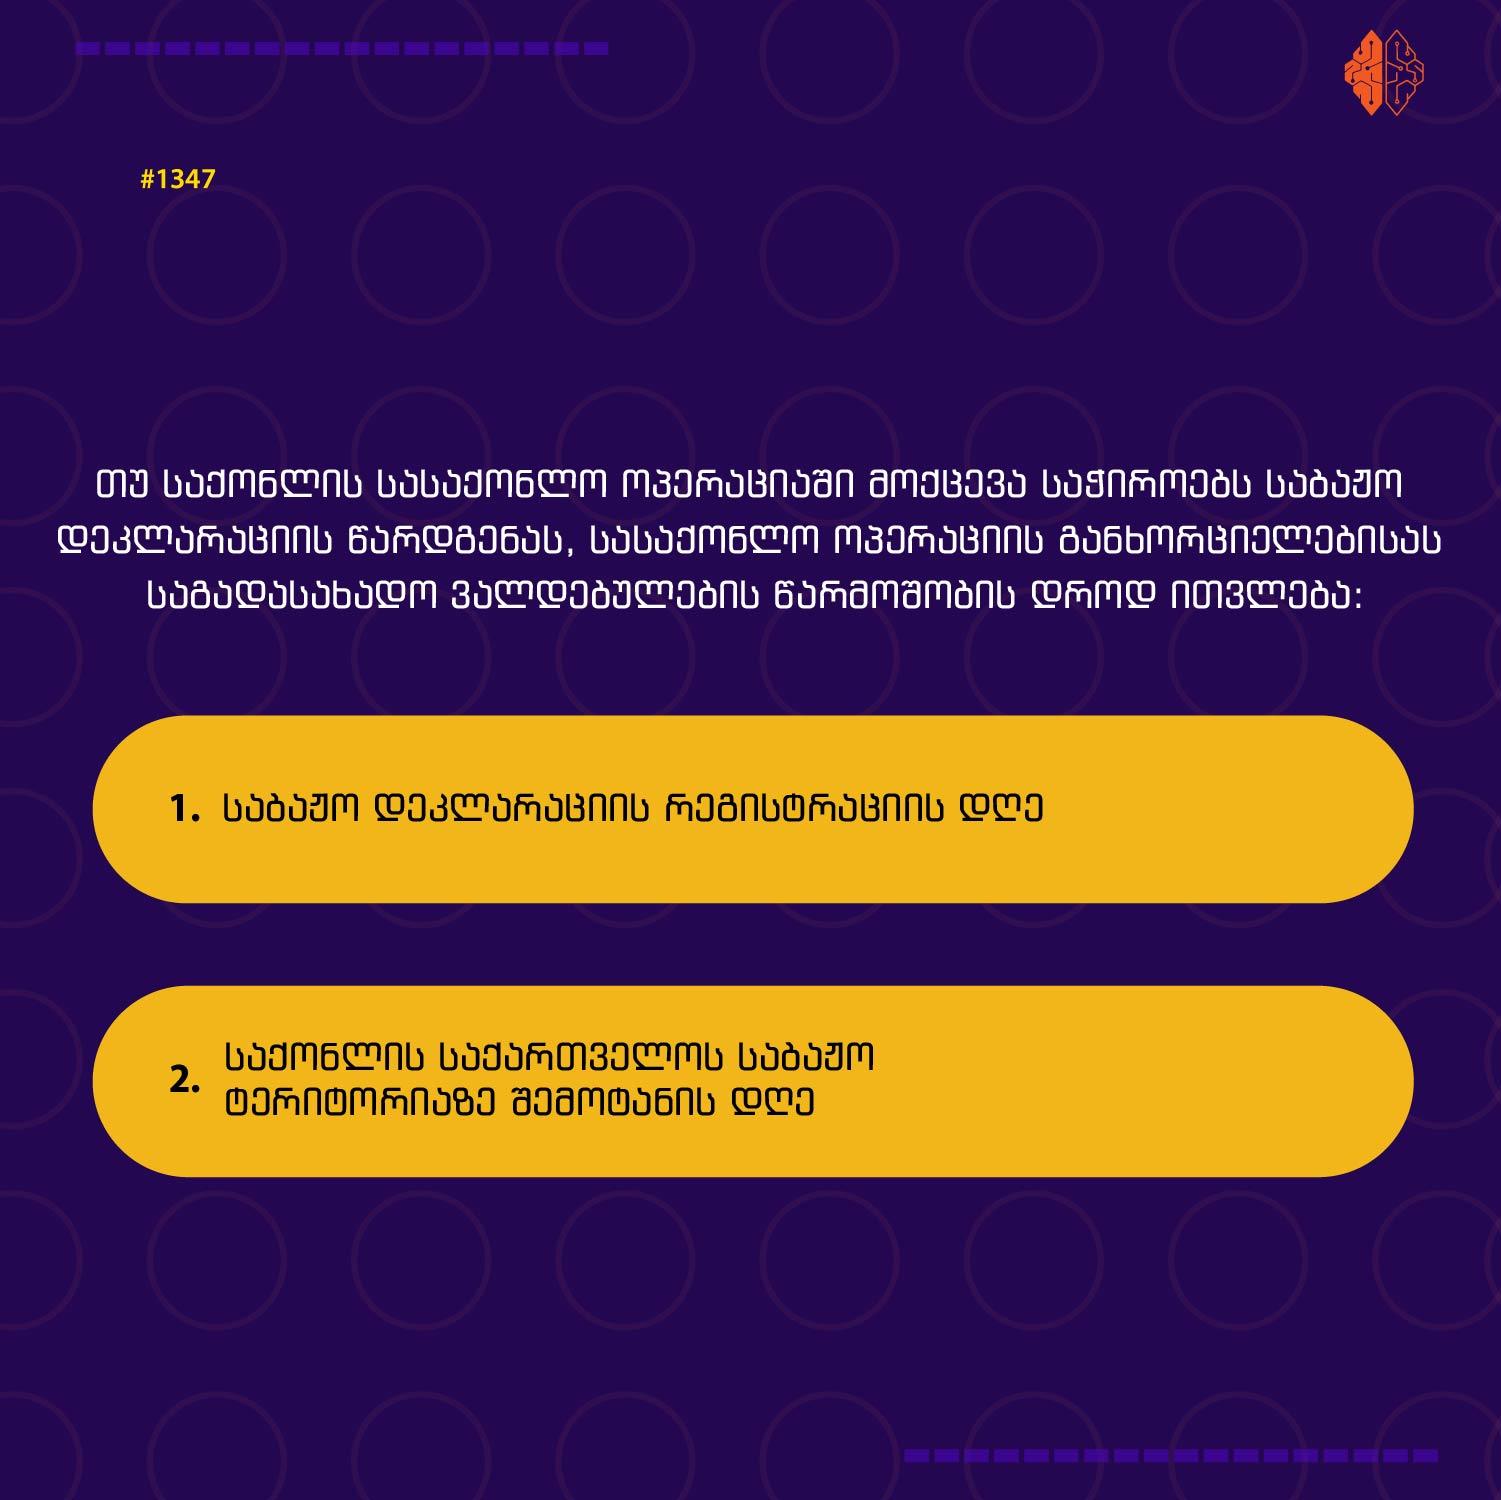 #1347
თუ საქონლის სასაქონლო ოპერაციაში მოქცევა საჭიროებს საბაჟო
დეკლარაციის წარდგენას, სასაქონლო ოპერაციის განხორციელებისას
საგადასახადო ვალდებულების წარმოშობის დროდ ითვლება:
1. საბაჟო დეკლარაციის რეგისტრაციის დღე
2. საქონლის საქართველოს საბაჟო
ტერიტორიაზე შემოტანის დღე